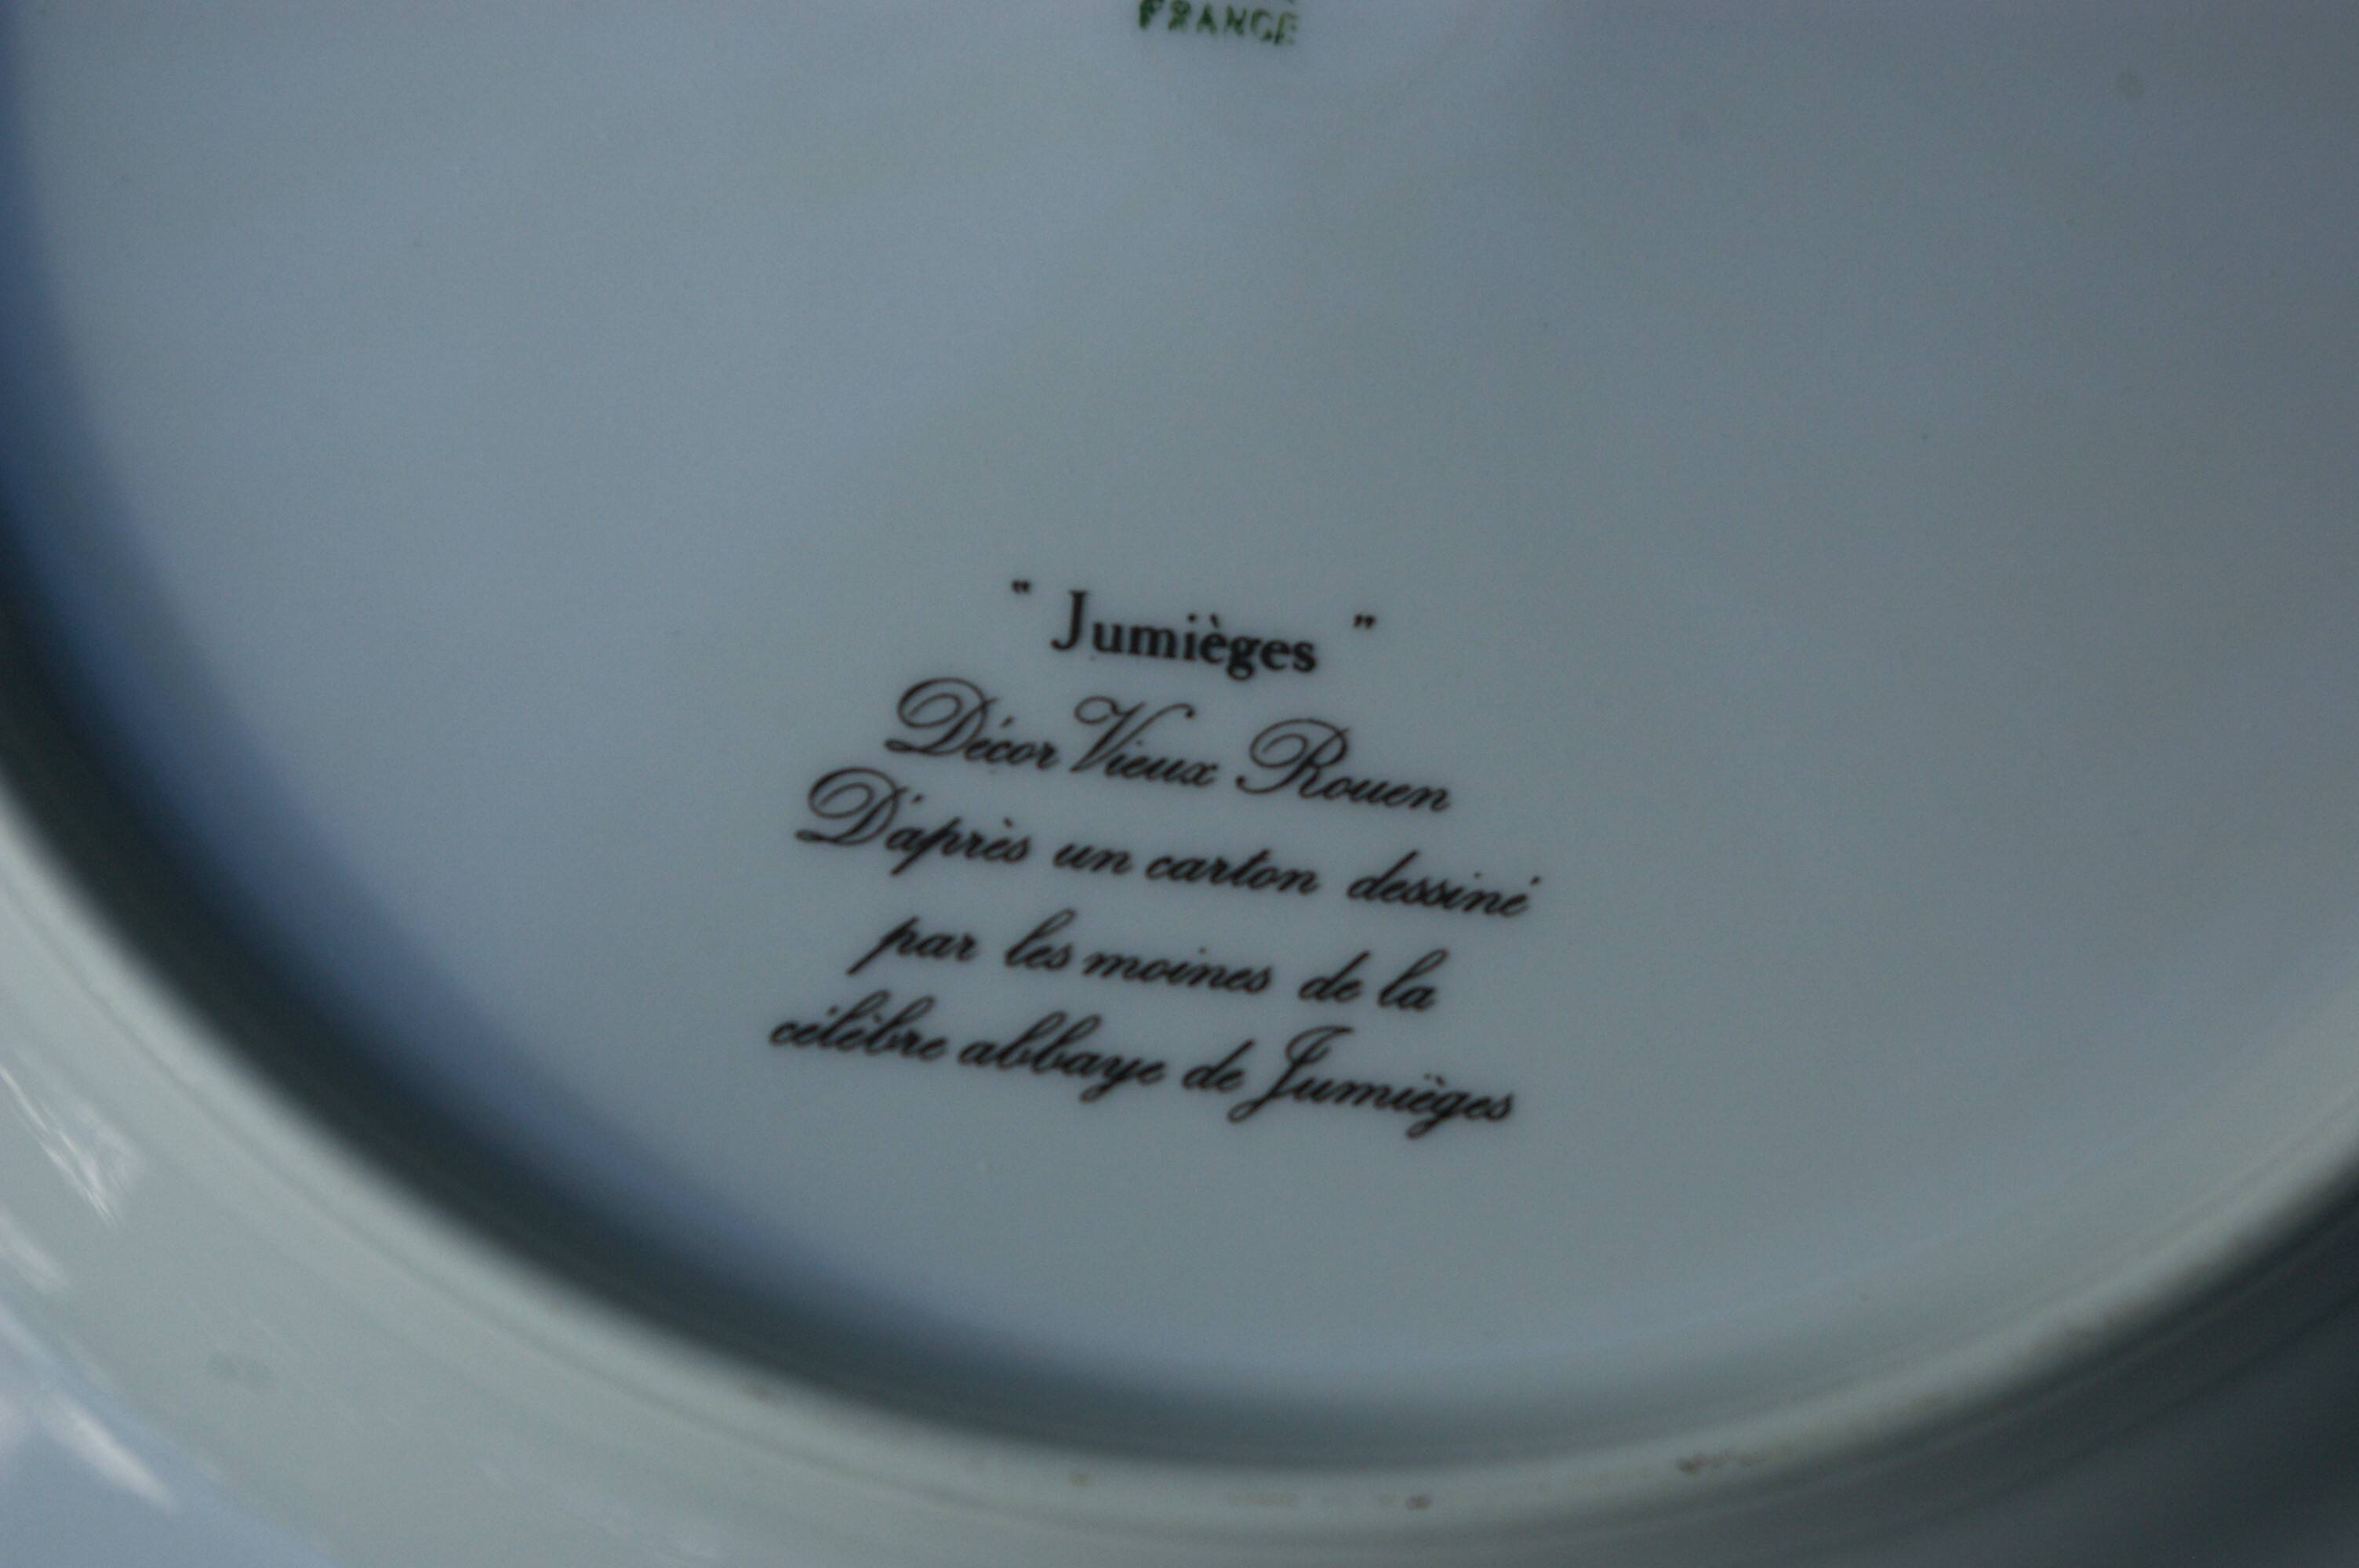 FRANCE
" Jumièges "
Décor Vieux Rouen
D'après un carton dessiné
par les moines de la
célèbre abbaye de Jumièges